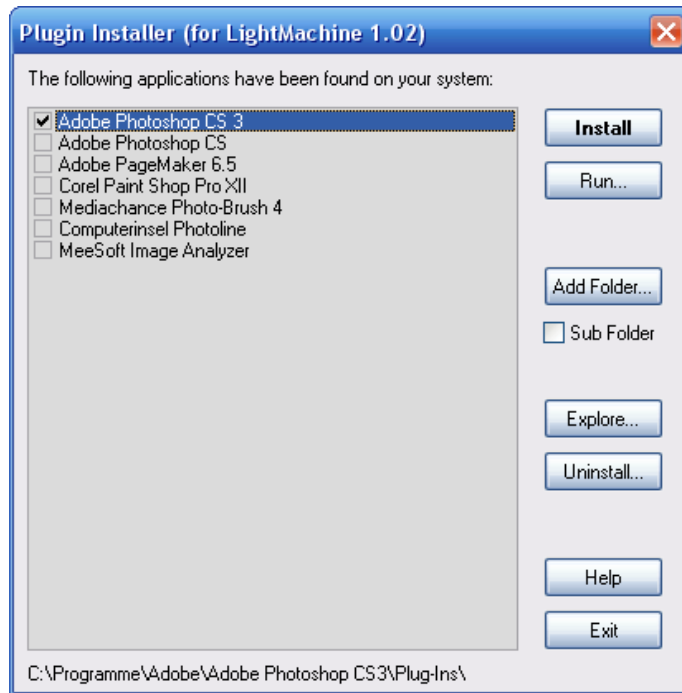 Plugin Installer (for LightMachine 1.02)
The following applications have been found on your system:
Adobe Photoshop CS 3
Adobe Photoshop CS
Adobe PageMaker 6.5
Corel Paint Shop Pro XII
Mediachance Photo-Brush 4
Computerinsel Photoline
MeeSoft Image Analyzer
Install
Run...
Add Folder...
Sub Folder
Explore...
Uninstall...
Help
Exit
C:\Programme\Adobe\Adobe Photoshop CS3\Plug-Ins\